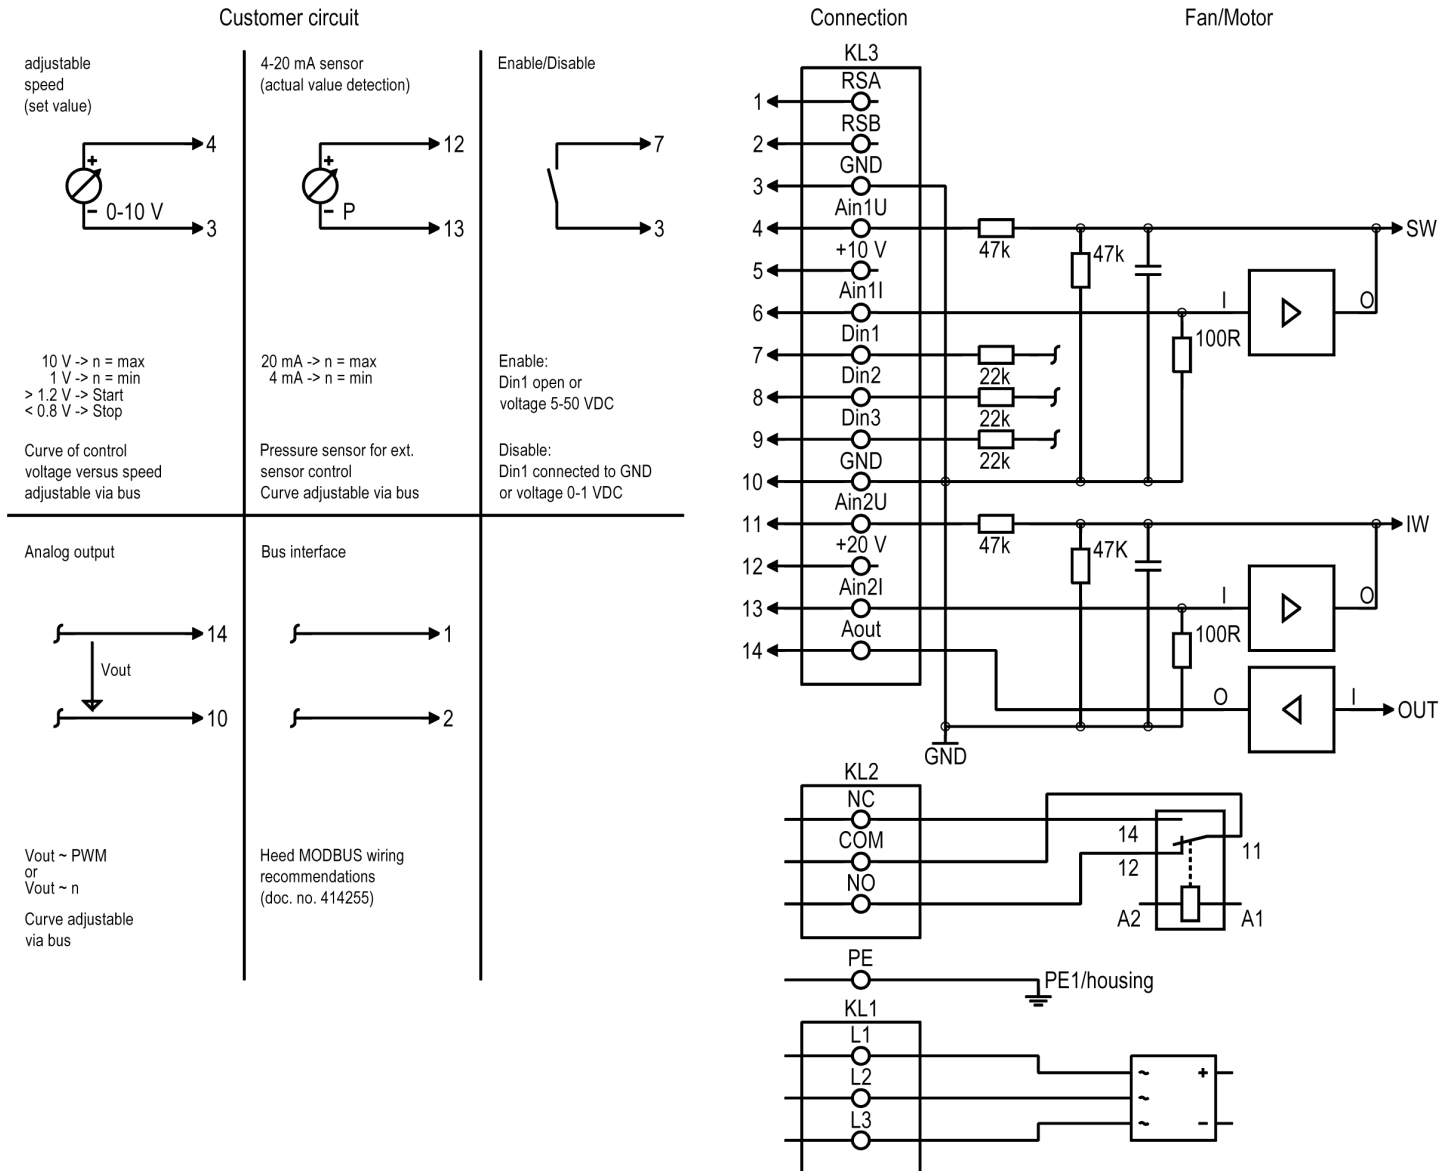 Customer circuit
Connection
Fan/Motor
adjustable
speed
(set value)
+
4
− 0-10 V
3
10 V -> n = max
1 V -> n = min
> 1.2 V -> Start
< 0.8 V -> Stop
Curve of control
voltage versus speed
adjustable via bus
4-20 mA sensor
(actual value detection)
+
12
− P
13
20 mA -> n = max
4 mA -> n = min
Pressure sensor for ext.
sensor control
Curve adjustable via bus
Enable/Disable
7
3
Enable:
Din1 open or
voltage 5-50 VDC
Disable:
Din1 connected to GND
or voltage 0-1 VDC
Analog output
14
Vout
10
Vout ~ PWM
or
Vout ~ n
Curve adjustable
via bus
Bus interface
1
2
Heed MODBUS wiring
recommendations
(doc. no. 414255)
KL3
RSA
1
RSB
2
GND
3
Ain1U
4
47k
47k
SW
+10 V
5
Ain1I
6
I
O
100R
Din1
7
22k
Din2
8
22k
Din3
9
22k
GND
10
Ain2U
11
47k
47K
IW
+20 V
12
Ain2I
13
I
O
100R
Aout
14
O
I
OUT
GND
KL2
NC
14
COM
11
12
NO
A2
A1
PE
PE1/housing
KL1
L1
~
+
L2
~
L3
~
−